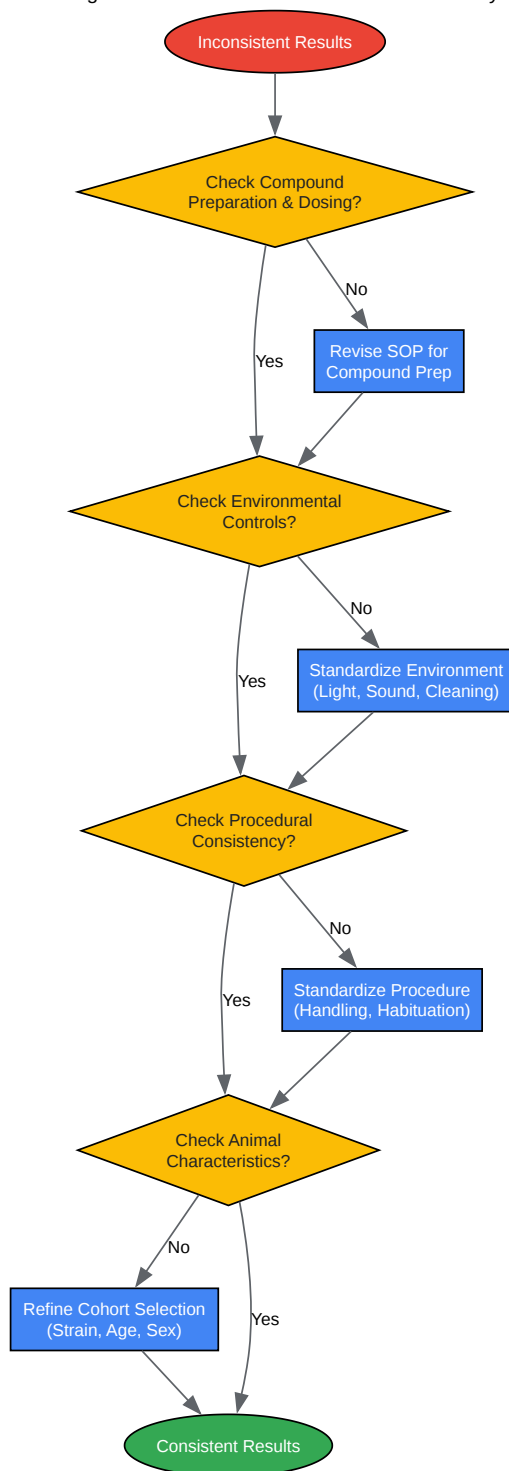 Inconsistent Results
Check Compound
Preparation & Dosing?
No
Yes
Revise SOP for
Compound Prep
Check Environmental
Controls?
No
Yes
Standardize Environment
(Light, Sound, Cleaning)
Check Procedural
Consistency?
No
Yes
Standardize Procedure
(Handling, Habituation)
Check Animal
Characteristics?
No
Yes
Refine Cohort Selection
(Strain, Age, Sex)
Consistent Results